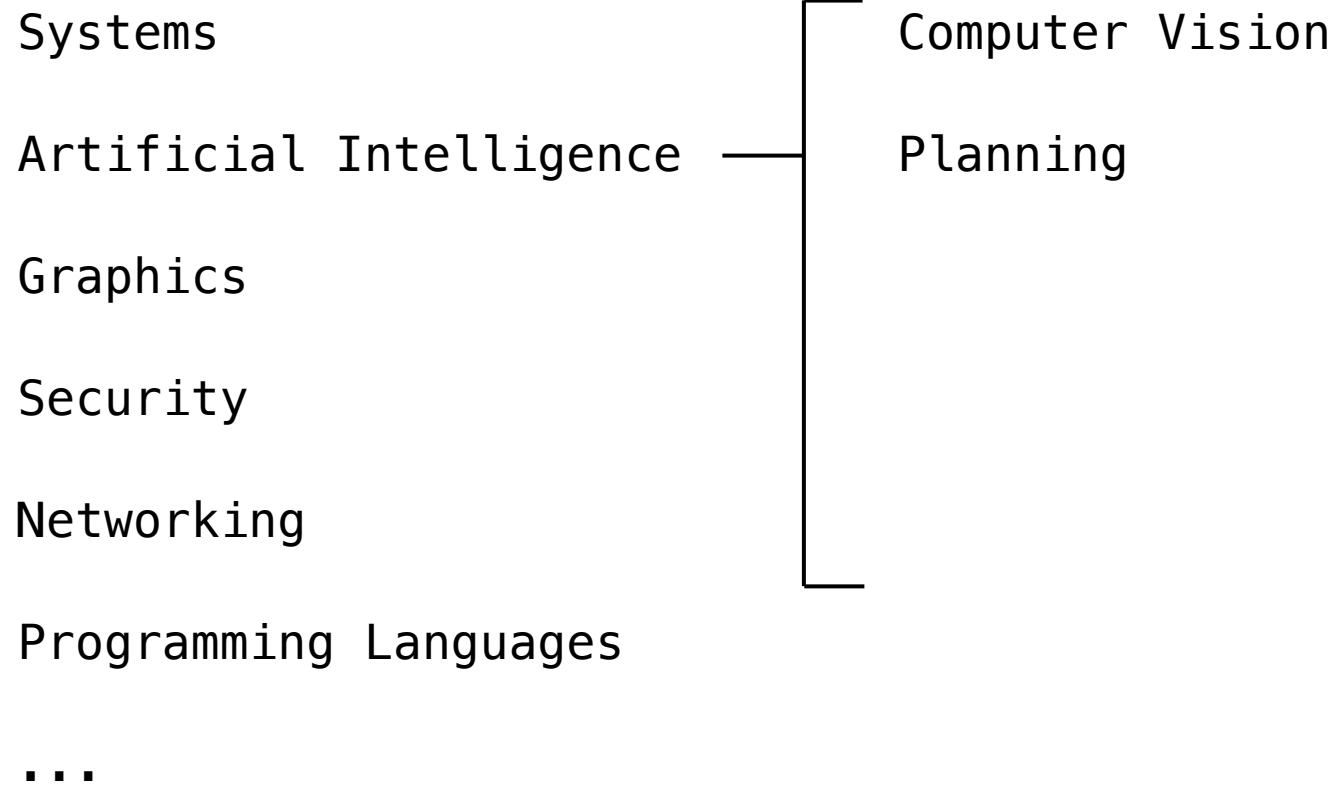 Systems
Artificial Intelligence
Graphics
Security
Networking
Programming Languages
...
Computer Vision
Planning